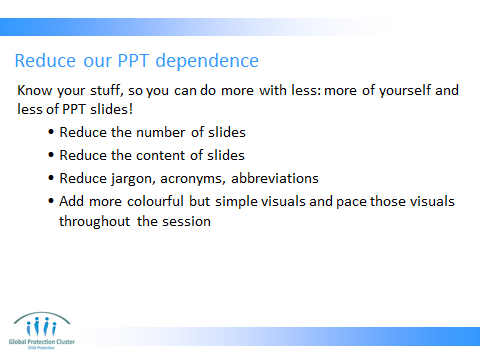 Reduce our PPT dependence
Know your stuff, so you can do more with less: more of yourself and
less of PPT slides!
• Reduce the number of slides
• Reduce the content of slides
• Reduce jargon, acronyms, abbreviations
• Add more colourful but simple visuals and pace those visuals
throughout the session
Global Protection Cluster
Child Protection